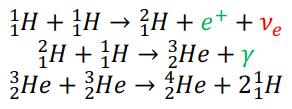 ¹₁H + ¹₁H → ²₁H + e⁺ + νₑ
²₁H + ¹₁H → ³₂He + γ
³₂He + ³₂He → ⁴₂He + 2¹₁H